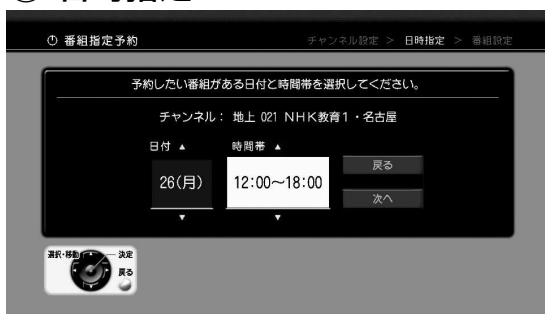 番組指定予約
チャンネル設定 > 日時指定 > 番組設定
予約したい番組がある日付と時間帯を選択してください。
チャンネル： 地上 021 NHK教育1・名古屋
日付 ▲ 時間帯 ▲
26(月) 12:00～18:00
戻る
次へ
▼ ▼
選択・移動 決定
戻る